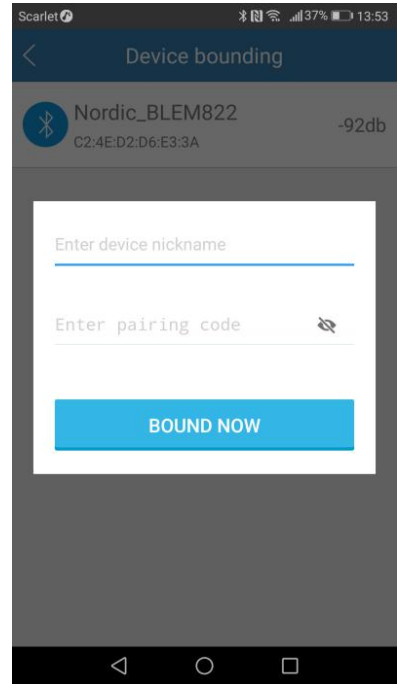 Scarlet 37% 13:53
Device bounding
Nordic_BLEM822
-92db
C2:4E:D2:D6:E3:3A
Enter device nickname
Enter pairing code
BOUND NOW